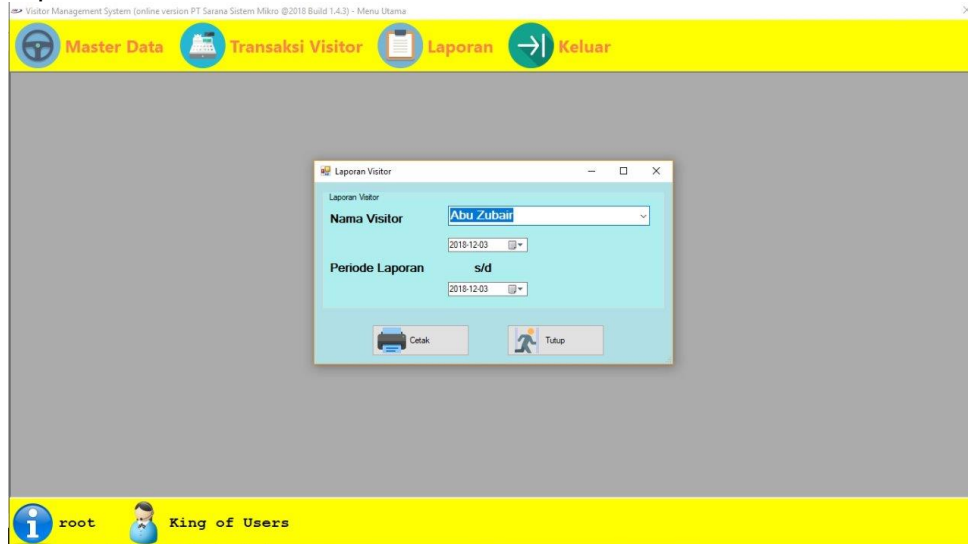 Visitor Management System (online version PT Sarana Sistem Mikro @2018 Build 1.4.3) - Menu Utama
Master Data Transaksi Visitor Laporan Keluar
Laporan Visitor
Laporan Visitor
Nama Visitor Abu Zubair
2018-12-03
Periode Laporan s/d
2018-12-03
Cetak Tutup
root King of Users